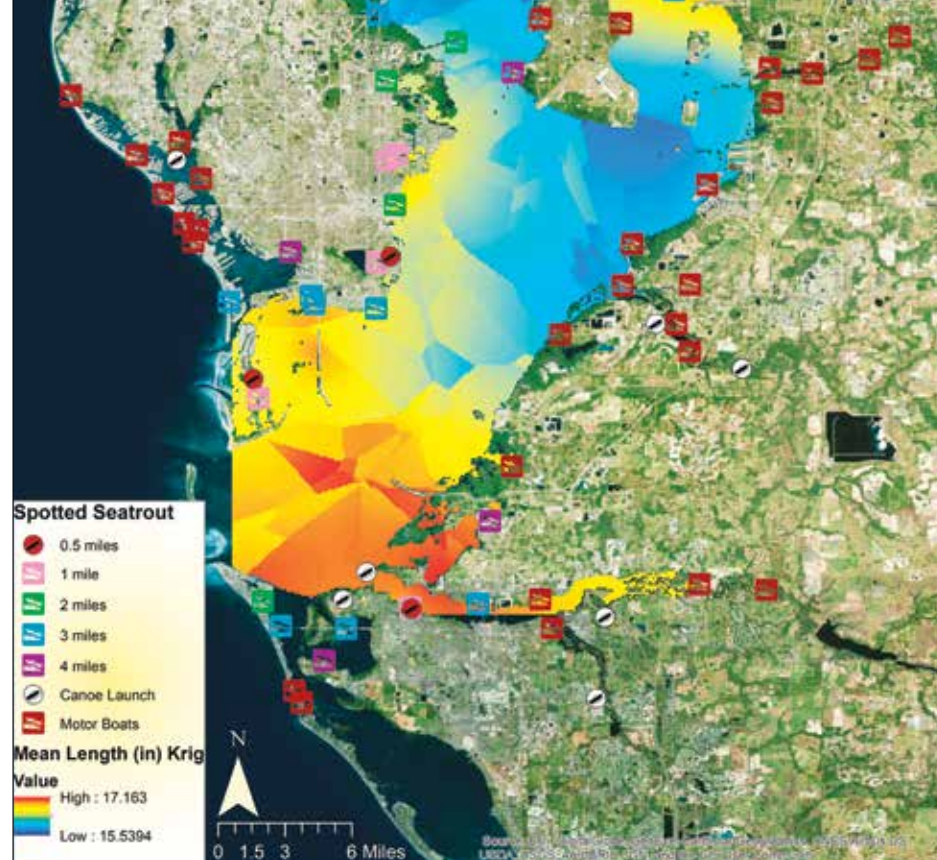 Spotted Seatrout
0.5 miles
1 mile
2 miles
3 miles
4 miles
Canoe Launch
Motor Boats
Mean Length (in) Krig
Value
High : 17.163
Low : 15.5394
N
0 1.5 3 6 Miles
USDA